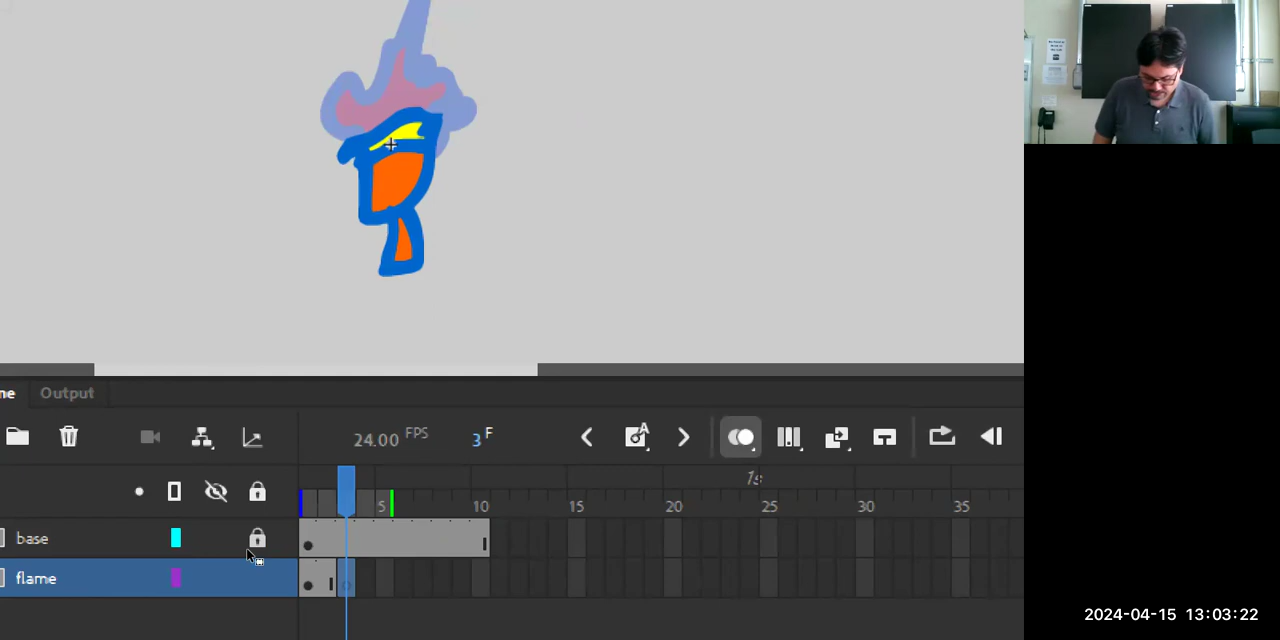 ne
Output
24.00 FPS
3 F
A
1s
5
10
15
20
25
30
35
base
flame
2024-04-15 13:03:22